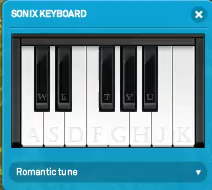 SONIX KEYBOARD
W E T Y U
A S D F G H J K
Romantic tune